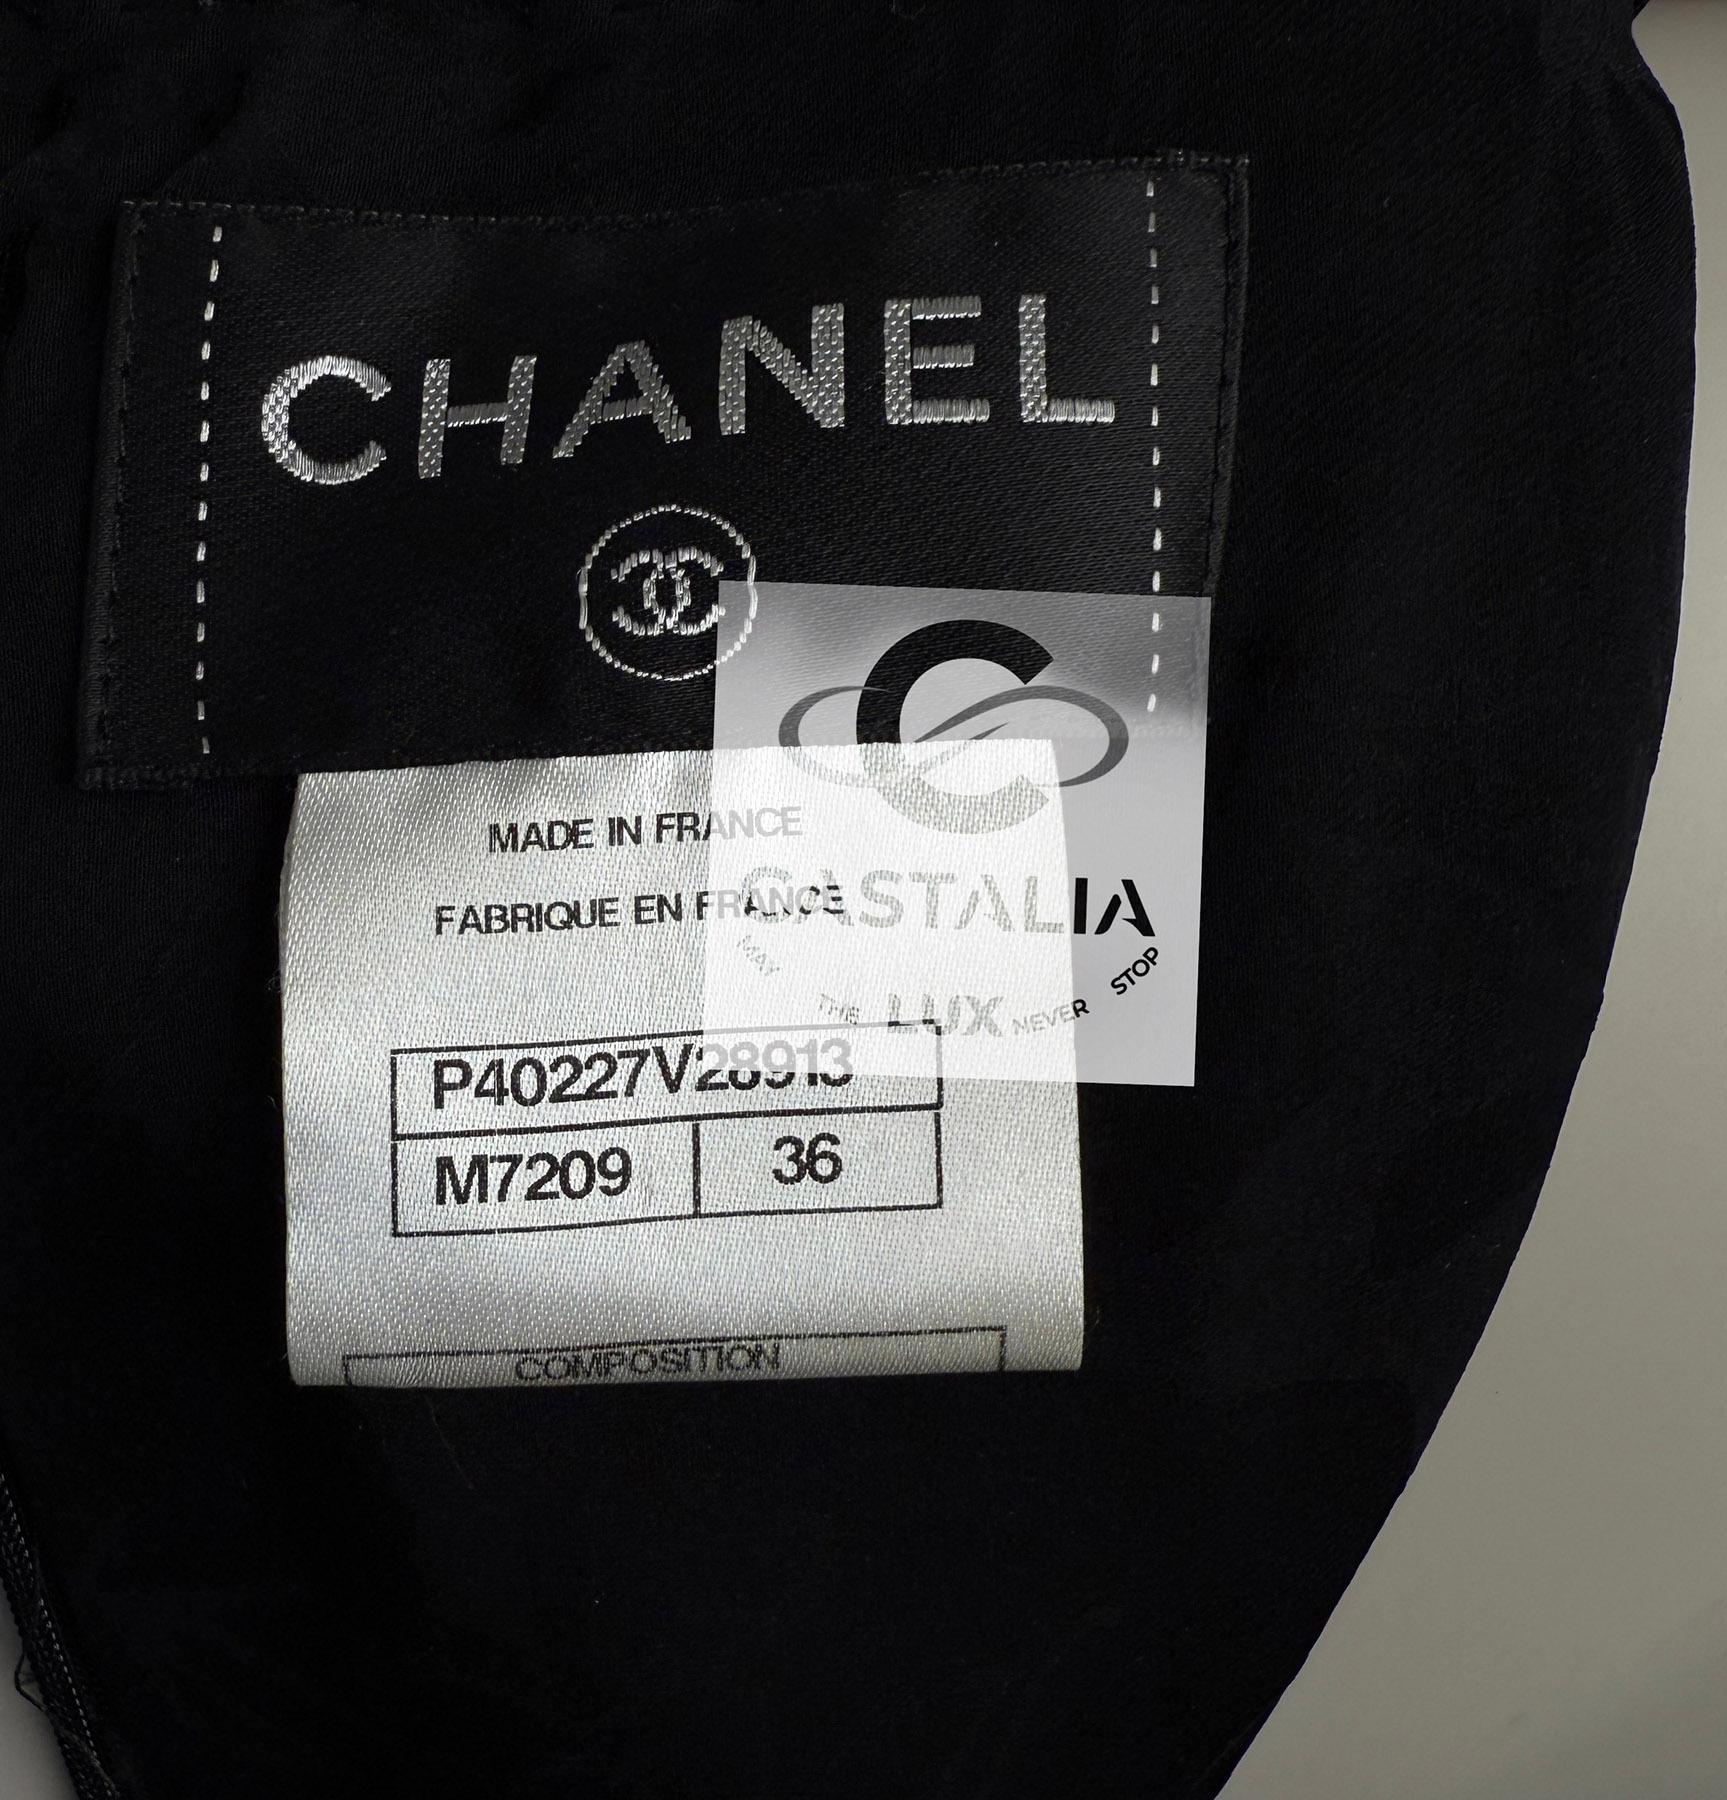 CHANEL
MADE IN FRANCE
FABRIQUE EN FRANCE
CASTALIA
MAY THE LUX NEVER STOP
P40227V28913
M7209 36
COMPOSITION